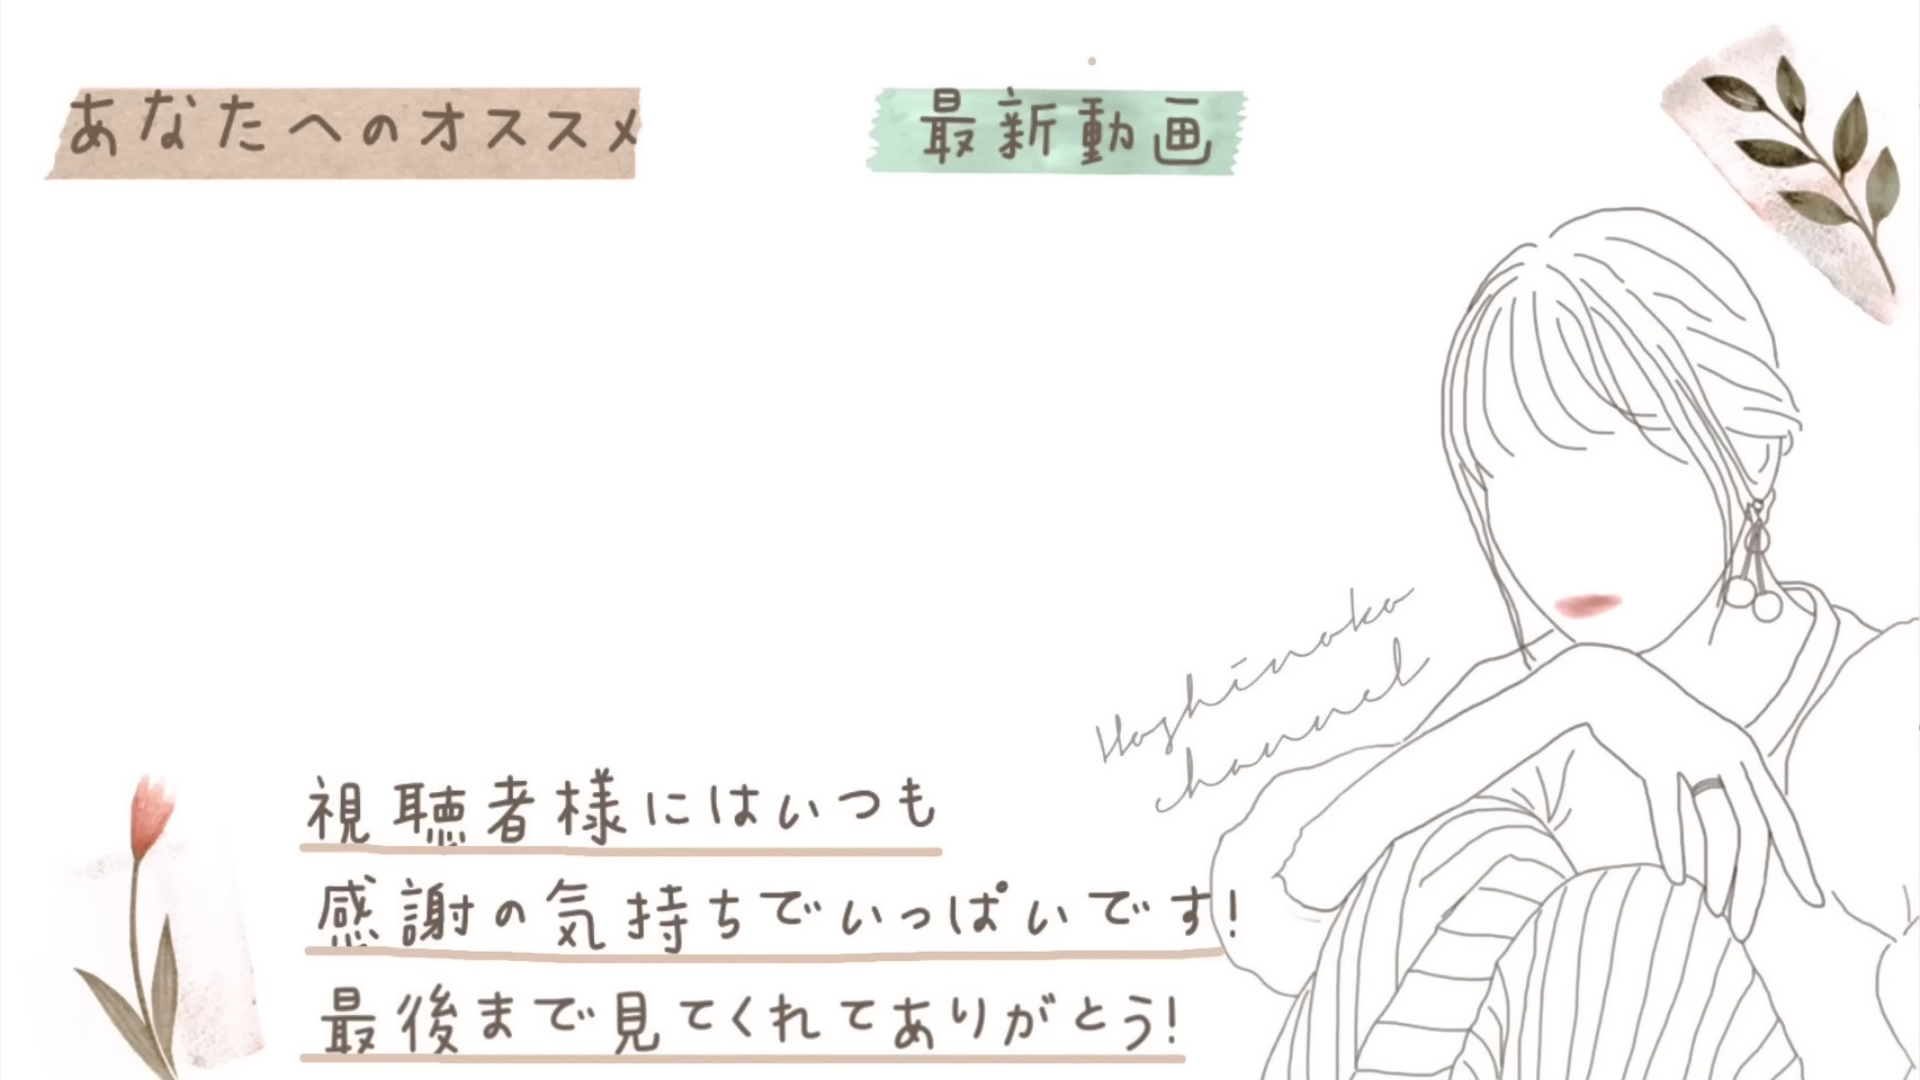 あなたへのオススメ
最新動画
Hoshinoko
channel
視聴者様にはいつも
感謝の気持ちでいっぱいです!
最後まで見てくれてありがとう!